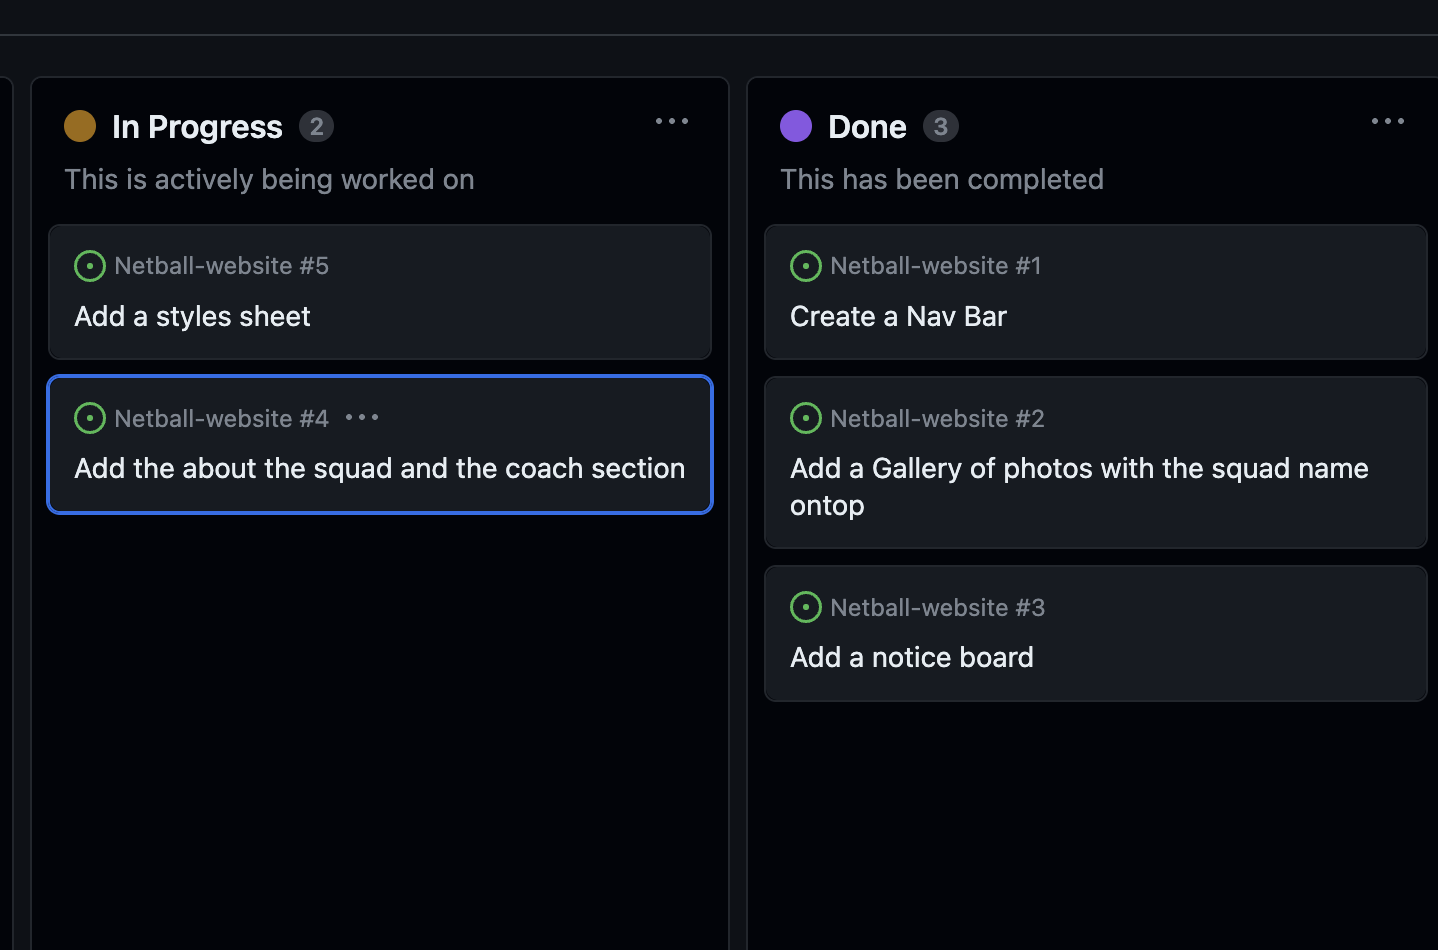 In Progress 2
This is actively being worked on
Netball-website #5
Add a styles sheet
Netball-website #4
Add the about the squad and the coach section
Done 3
This has been completed
Netball-website #1
Create a Nav Bar
Netball-website #2
Add a Gallery of photos with the squad name
ontop
Netball-website #3
Add a notice board